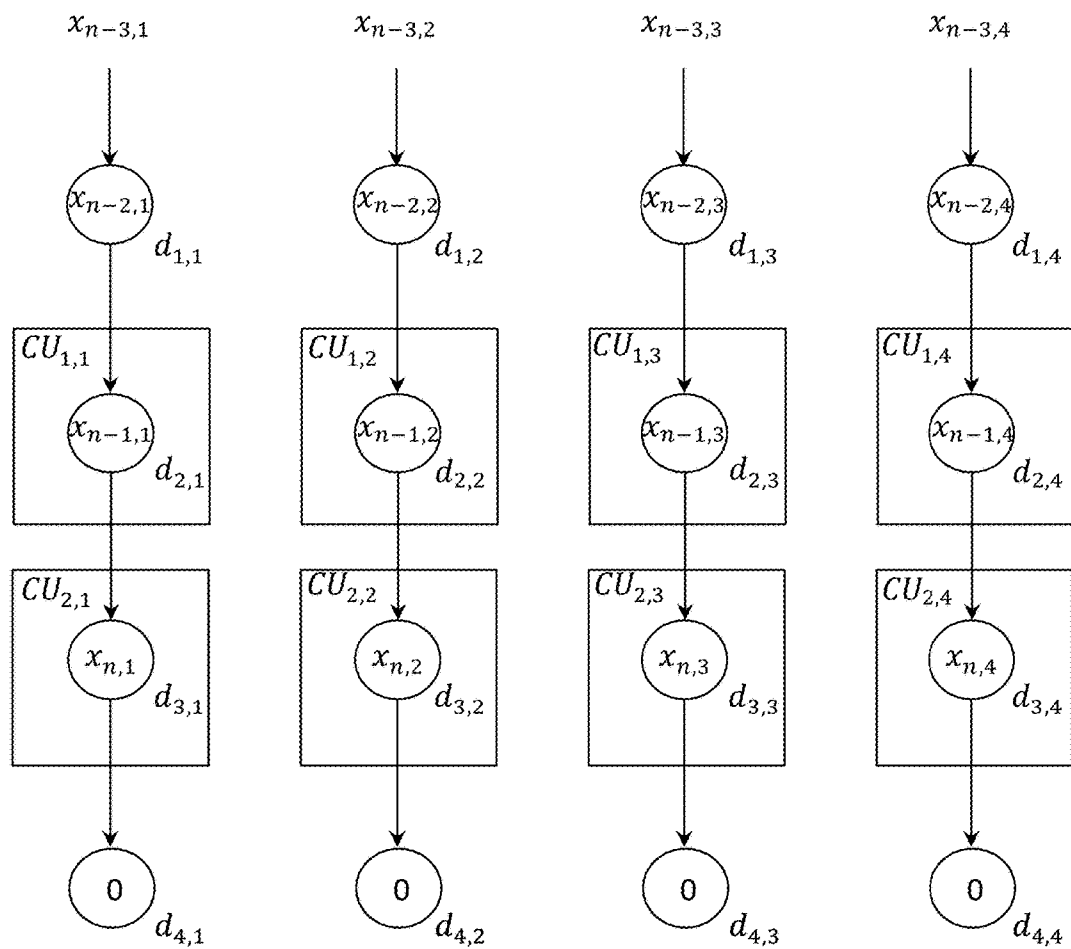 x_{n-3,1} x_{n-3,2} x_{n-3,3} x_{n-3,4}
x_{n-2,1} x_{n-2,2} x_{n-2,3} x_{n-2,4}
d_{1,1} d_{1,2} d_{1,3} d_{1,4}
CU_{1,1} CU_{1,2} CU_{1,3} CU_{1,4}
x_{n-1,1} x_{n-1,2} x_{n-1,3} x_{n-1,4}
d_{2,1} d_{2,2} d_{2,3} d_{2,4}
CU_{2,1} CU_{2,2} CU_{2,3} CU_{2,4}
x_{n,1} x_{n,2} x_{n,3} x_{n,4}
d_{3,1} d_{3,2} d_{3,3} d_{3,4}
0 0 0 0
d_{4,1} d_{4,2} d_{4,3} d_{4,4}